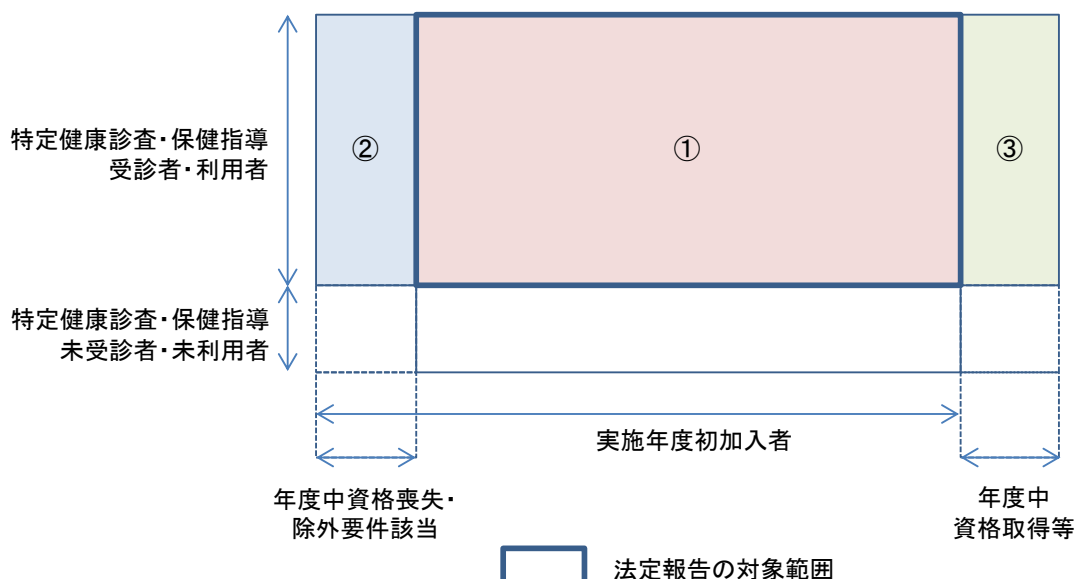 特定健康診査・保健指導
受診者・利用者
②
①
③
特定健康診査・保健指導
未受診者・未利用者
実施年度初加入者
年度中資格喪失・
除外要件該当
年度中
資格取得等
法定報告の対象範囲